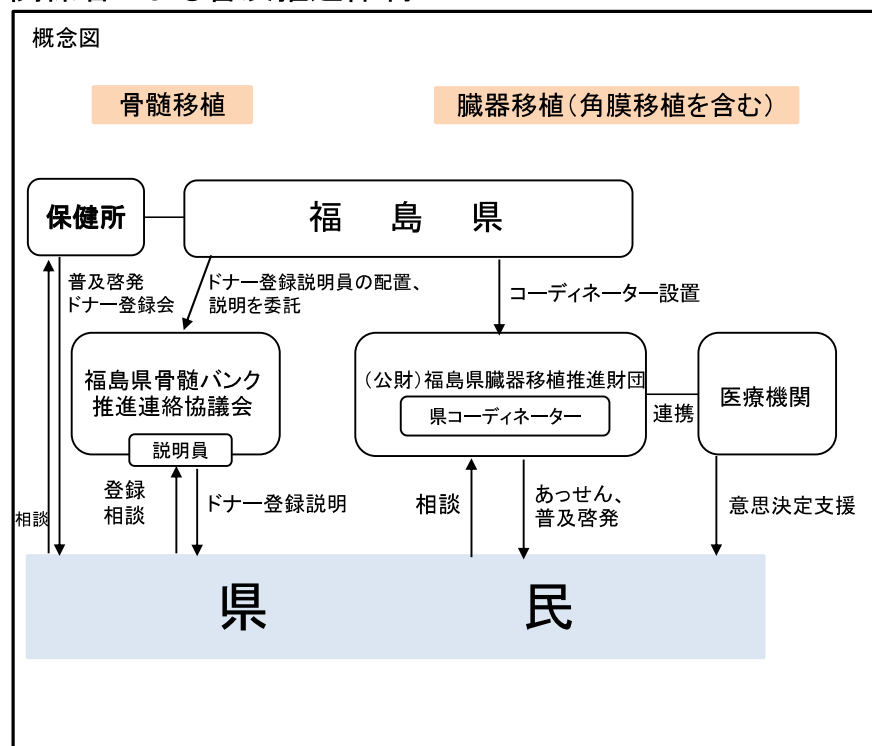 概念図
骨髄移植
臓器移植(角膜移植を含む)
保健所
福島県
普及啓発
ドナー登録会
ドナー登録説明員の配置、
説明を委託
コーディネーター設置
福島県骨髄バンク
推進連絡協議会
説明員
(公財)福島県臓器移植推進財団
県コーディネーター
連携
医療機関
相談
登録
相談
ドナー登録説明
相談
あっせん、
普及啓発
意思決定支援
県民